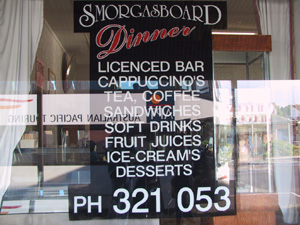 SMORGASBOARD
Dinner
LICENCED BAR
CAPPUCCINO'S
TEA, COFFEE
SANDWICHES
AUSTRALIAN PACIFIC TOURING
SOFT DRINKS
FRUIT JUICES
ICE-CREAM'S
DESSERTS
PH 321 053